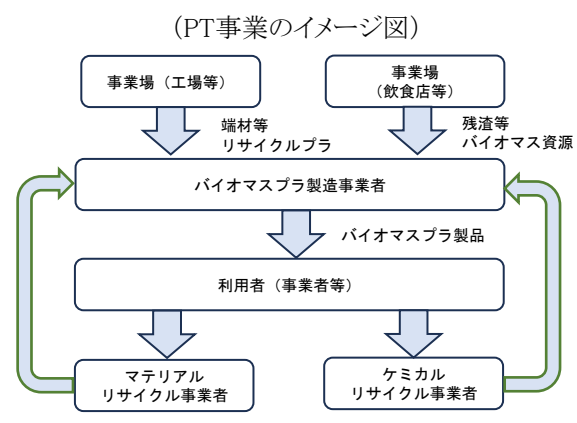 （PT事業のイメージ図）
事業場（工場等）
事業場
（飲食店等）
端材等
リサイクルプラ
残渣等
バイオマス資源
バイオマスプラ製造事業者
バイオマスプラ製品
利用者（事業者等）
マテリアル
リサイクル事業者
ケミカル
リサイクル事業者